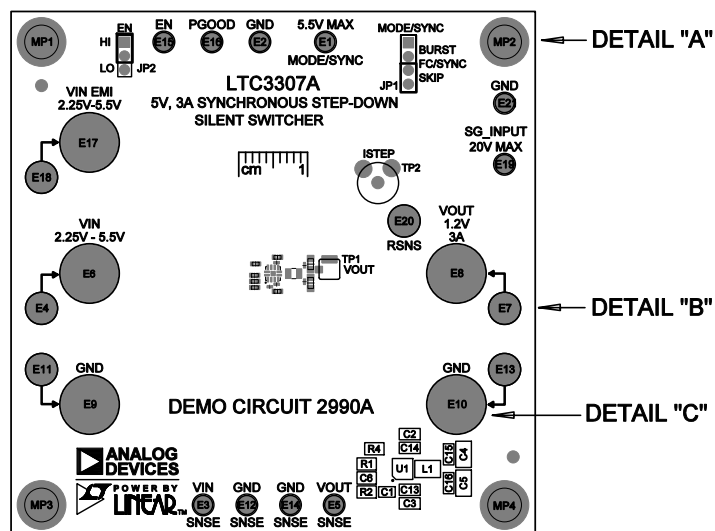 EN PGOOD GND 5.5V MAX MODE/SYNC
MP1 HI EN E15 E16 E2 E1 MP2 DETAIL "A"
LO JP2 MODE/SYNC BURST
FC/SYNC
JP1 SKIP
LTC3307A
5V, 3A SYNCHRONOUS STEP-DOWN
SILENT SWITCHER
VIN EMI
2.25V-5.5V
E17
E18
GND
E21
SG_INPUT
20V MAX
E19
cm 1
ISTEP
TP2
E20
RSNS
VIN
2.25V - 5.5V
E6
E4
TP1
VOUT
VOUT
1.2V
3A
E8
E7
DETAIL "B"
E11
GND
E9
DEMO CIRCUIT 2990A
GND
E10
E13
DETAIL "C"
ANALOG
DEVICES
POWER BY
LINEAR™
C2
R4 C14
R1 U1 L1 C15 C4
C6
R2 C1 C13 C16 C5
C3
VIN GND GND VOUT
MP3 E3 E12 E14 E5 MP4
SNSE SNSE SNSE SNSE